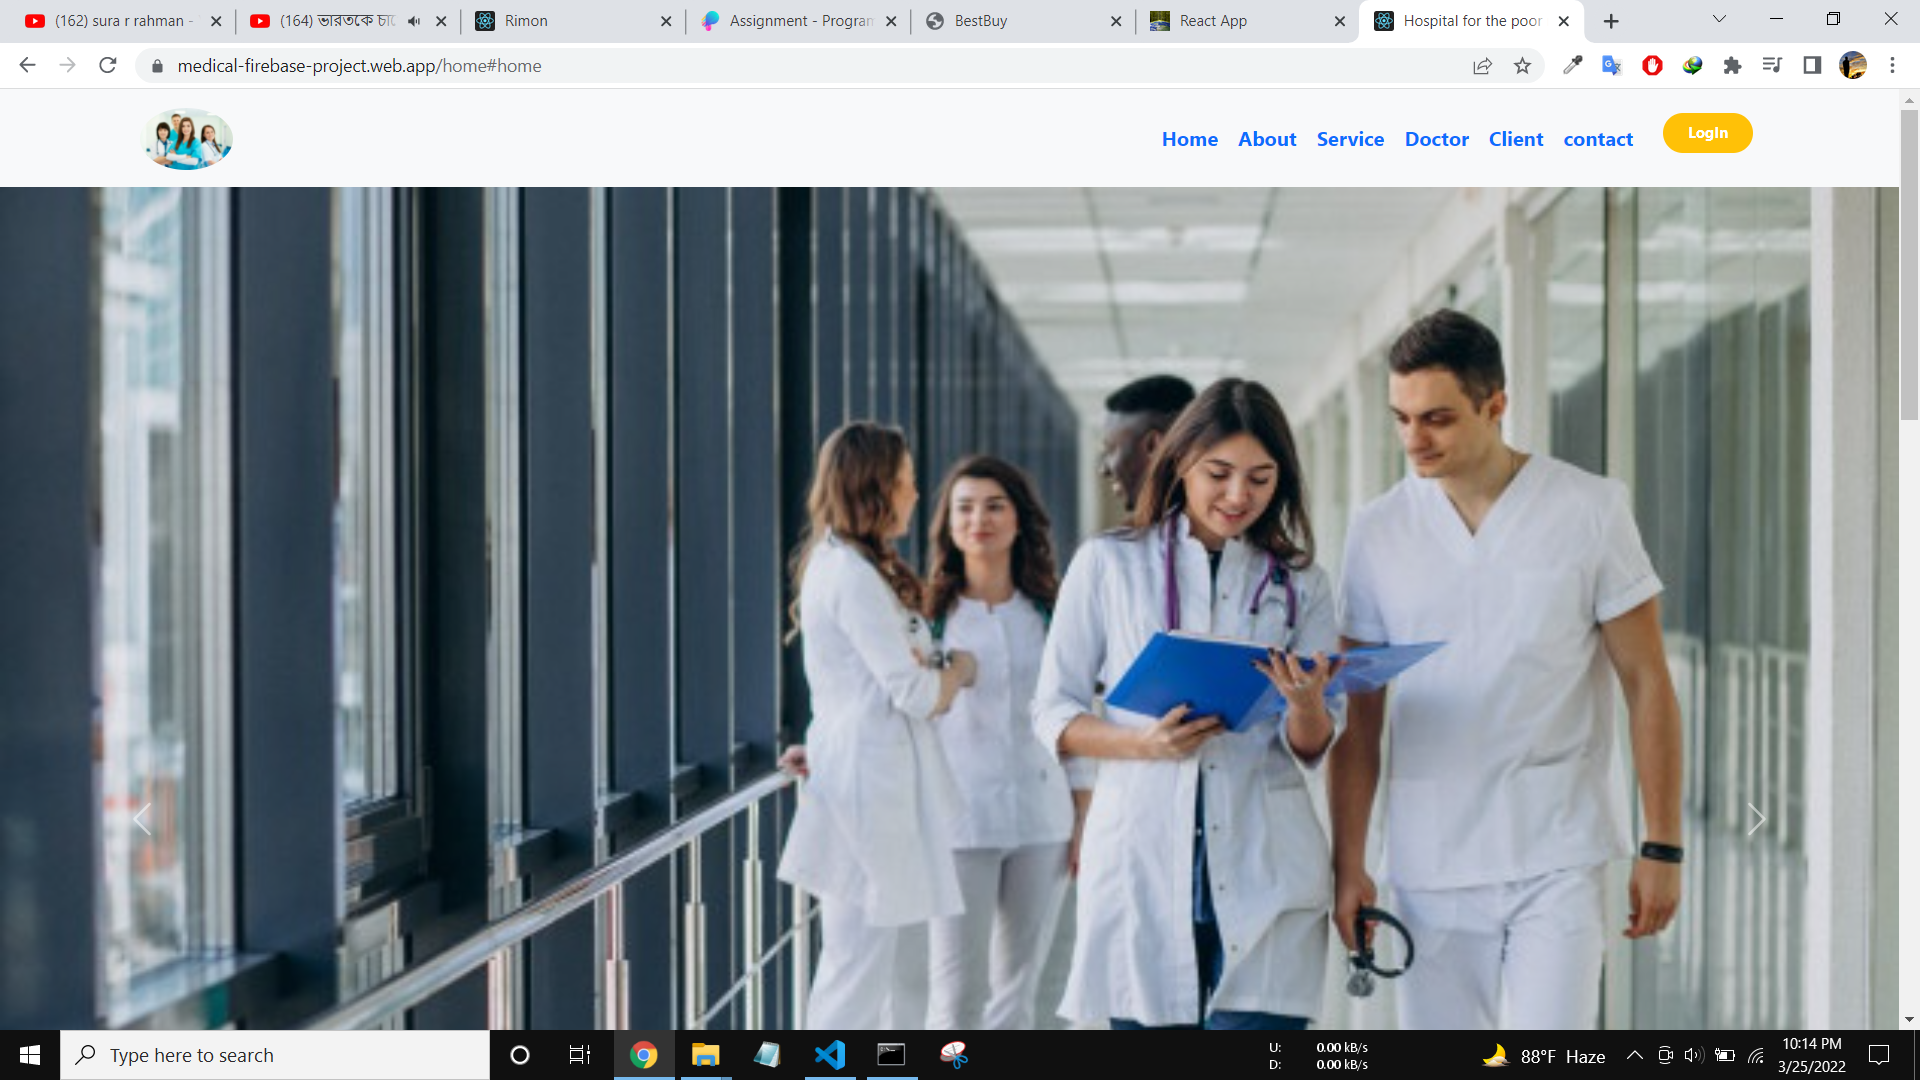 (162) sura r rahman -
(164) ভারতকে চা
Rimon
Assignment - Program
BestBuy
React App
Hospital for the poor
medical-firebase-project.web.app/home#home
Home About Service Doctor Client contact Login
Type here to search
U: 0.00 kB/s
D: 0.00 kB/s
88°F Haze
10:14 PM
3/25/2022